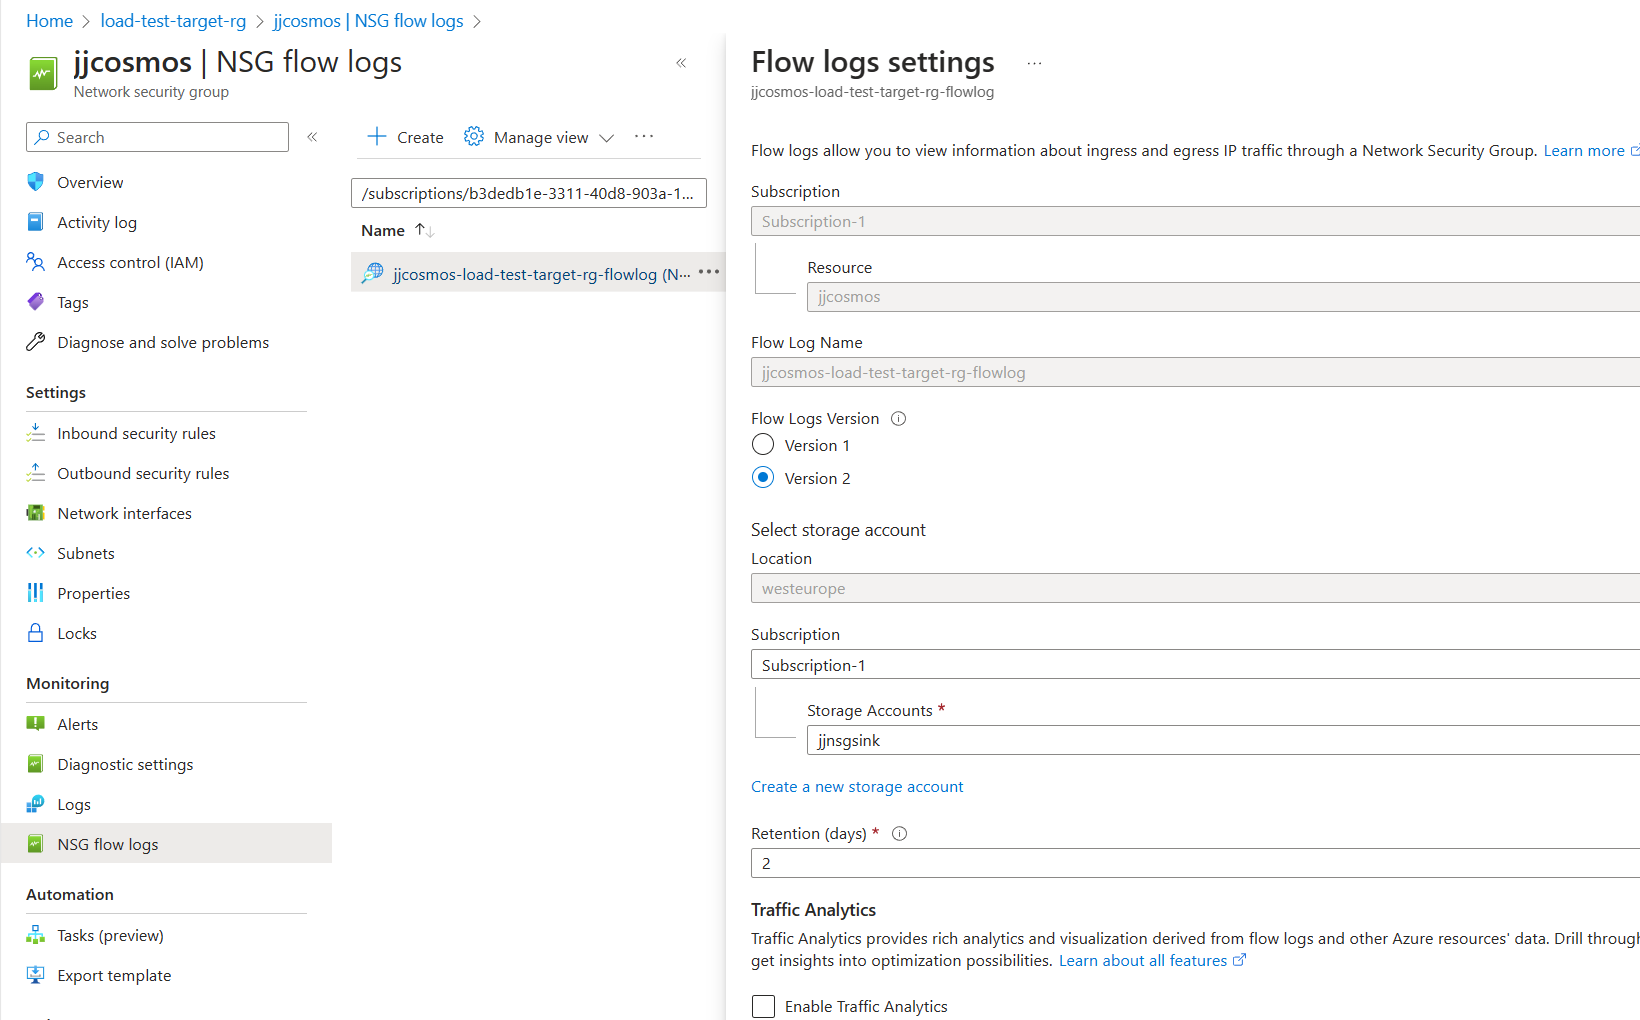 Home > load-test-target-rg > jjcosmos | NSG flow logs >
jjcosmos | NSG flow logs
Network security group
Search
Overview
Activity log
Access control (IAM)
Tags
Diagnose and solve problems
Settings
Inbound security rules
Outbound security rules
Network interfaces
Subnets
Properties
Locks
Monitoring
Alerts
Diagnostic settings
Logs
NSG flow logs
Automation
Tasks (preview)
Export template
Create
Manage view
/subscriptions/b3dedb1e-3311-40d8-903a-1...
Name
jjcosmos-load-test-target-rg-flowlog (N...
Flow logs settings
jjcosmos-load-test-target-rg-flowlog
Flow logs allow you to view information about ingress and egress IP traffic through a Network Security Group. Learn more
Subscription
Subscription-1
Resource
jjcosmos
Flow Log Name
jjcosmos-load-test-target-rg-flowlog
Flow Logs Version
Version 1
Version 2
Select storage account
Location
westeurope
Subscription
Subscription-1
Storage Accounts *
jjnsgsink
Create a new storage account
Retention (days) *
2
Traffic Analytics
Traffic Analytics provides rich analytics and visualization derived from flow logs and other Azure resources' data. Drill through
get insights into optimization possibilities. Learn about all features
Enable Traffic Analytics